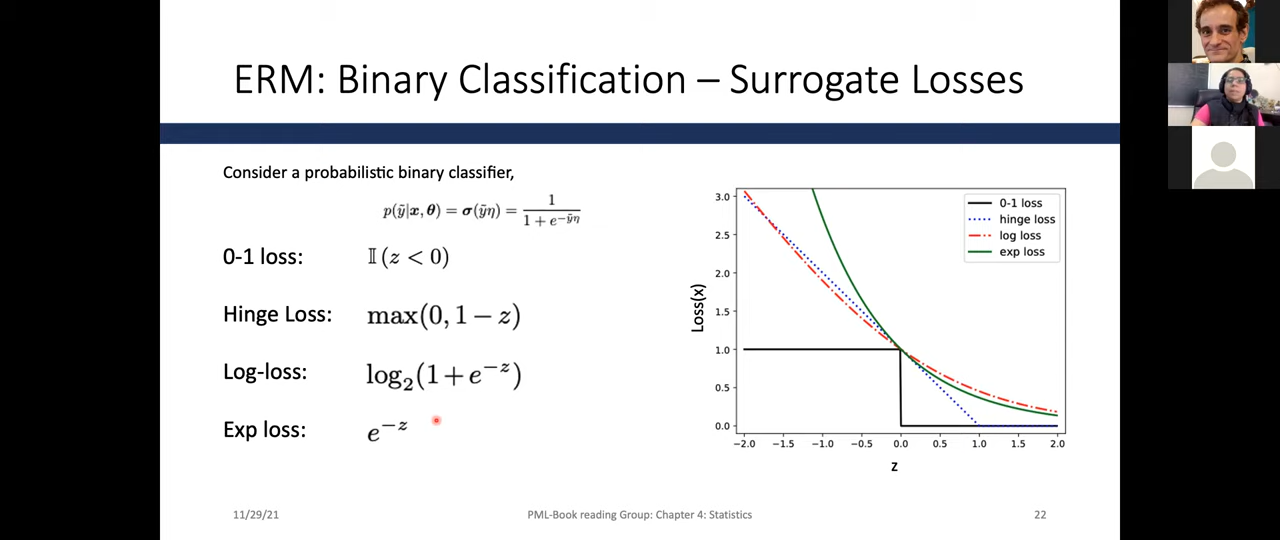 ERM: Binary Classification – Surrogate Losses
Consider a probabilistic binary classifier,
p(ỹ|x, θ) = σ(ỹη) = 1 / (1 + e^{−ỹη})
0-1 loss: 𝕀(z < 0)
Hinge Loss: max(0, 1 − z)
Log-loss: log₂(1 + e^{−z})
Exp loss: e^{−z}
Loss(x)
3.0
2.5
2.0
1.5
1.0
0.5
0.0
−2.0 −1.5 −1.0 −0.5 0.0 0.5 1.0 1.5 2.0
z
0-1 loss
hinge loss
log loss
exp loss
11/29/21 PML-Book reading Group: Chapter 4: Statistics 22